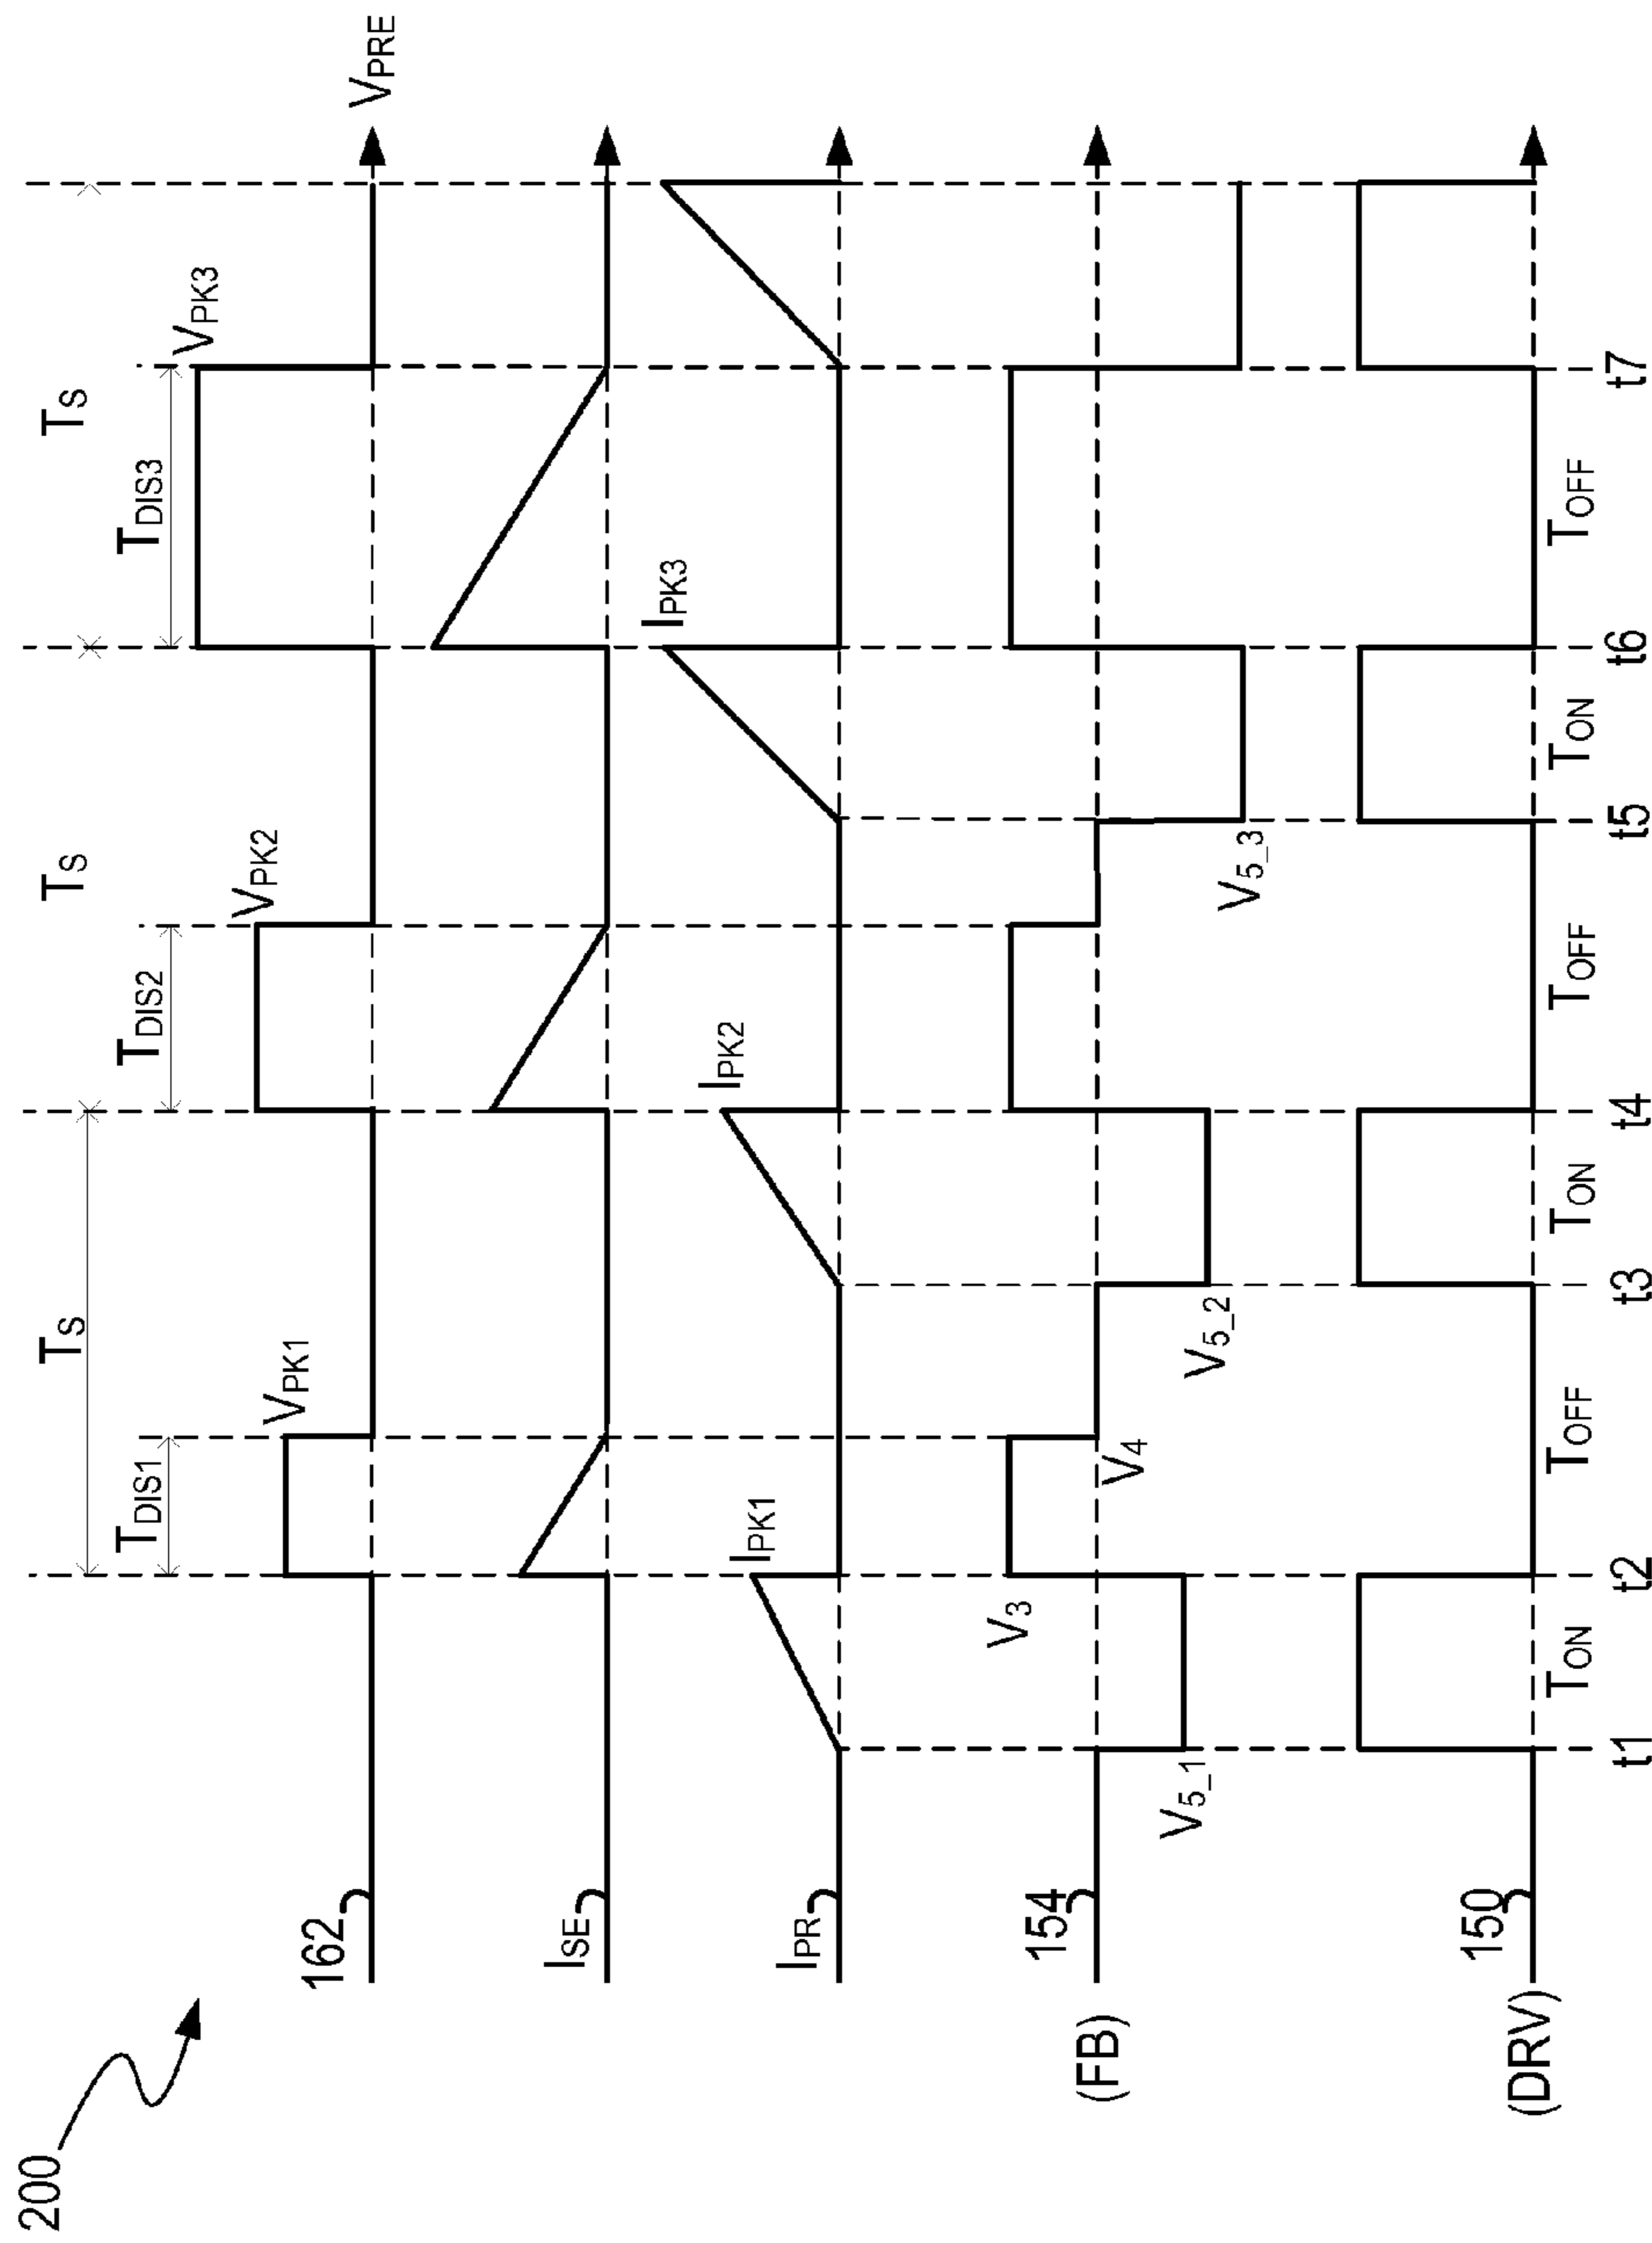 200
T_S T_S T_S
T_DIS1 T_DIS2 T_DIS3
V_PK1 V_PK2 V_PK3
162 V_PRE
I_SE
I_PK1 I_PK2 I_PK3
I_PR
V_3
154
(FB)
V_4
V_5_1 V_5_2 V_5_3
150
(DRV)
T_ON T_OFF T_ON T_OFF T_ON T_OFF
t1 t2 t3 t4 t5 t6 t7